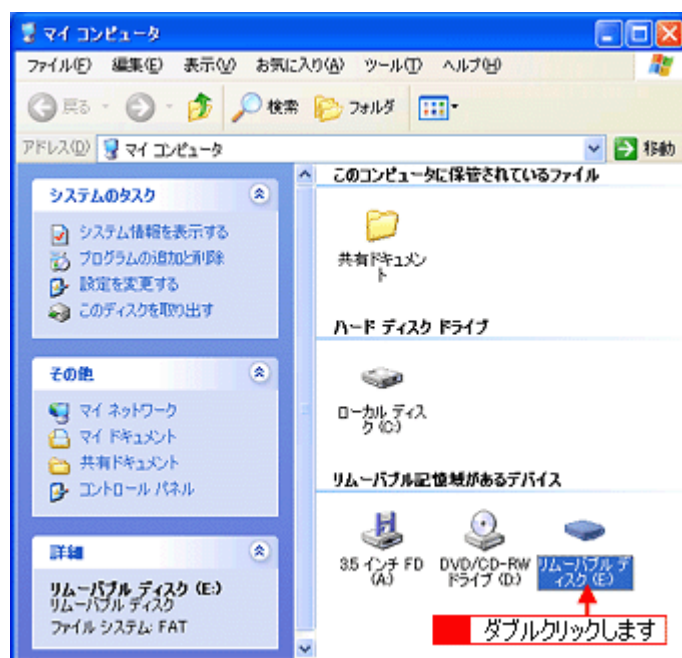 マイ コンピュータ
ファイル(F) 編集(E) 表示(V) お気に入り(A) ツール(T) ヘルプ(H)
戻る 検索 フォルダ
アドレス(D) マイ コンピュータ 移動
システムのタスク
システム情報を表示する
プログラムの追加と削除
設定を変更する
このディスクを取り出す
その他
マイ ネットワーク
マイ ドキュメント
共有ドキュメント
コントロール パネル
詳細
リムーバブル ディスク (E:)
リムーバブル ディスク
ファイル システム: FAT
このコンピュータに保管されているファイル
共有ドキュメン
ト
ハード ディスク ドライブ
ローカル ディス
ク (C:)
リムーバブル記憶域があるデバイス
3.5 インチ FD
(A:)
DVD/CD-RW
ドライブ (D:)
リムーバブル デ
ィスク (E:)
ダブルクリックします